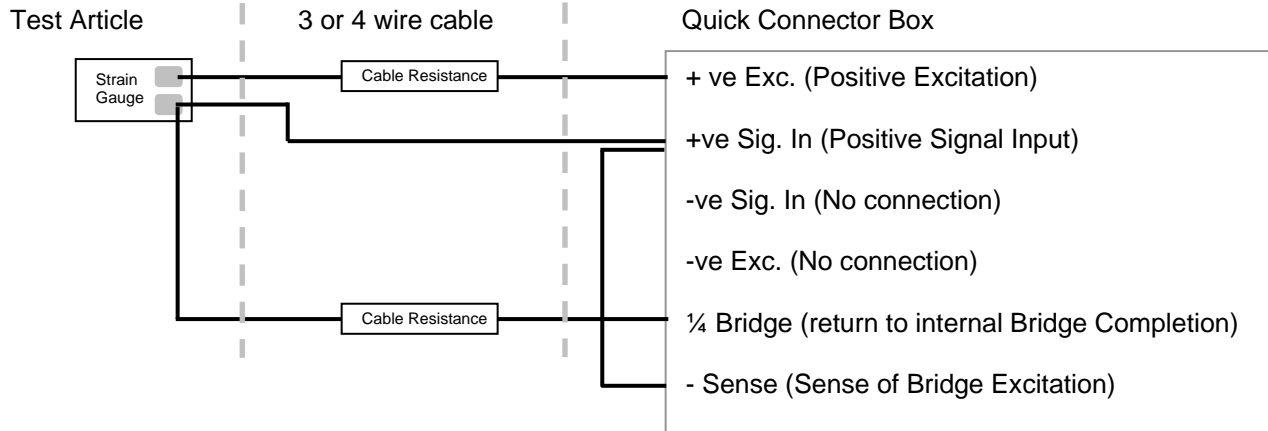 Test Article
3 or 4 wire cable
Quick Connector Box
Strain
Gauge
Cable Resistance
+ ve Exc. (Positive Excitation)
+ve Sig. In (Positive Signal Input)
-ve Sig. In (No connection)
-ve Exc. (No connection)
Cable Resistance
¼ Bridge (return to internal Bridge Completion)
- Sense (Sense of Bridge Excitation)